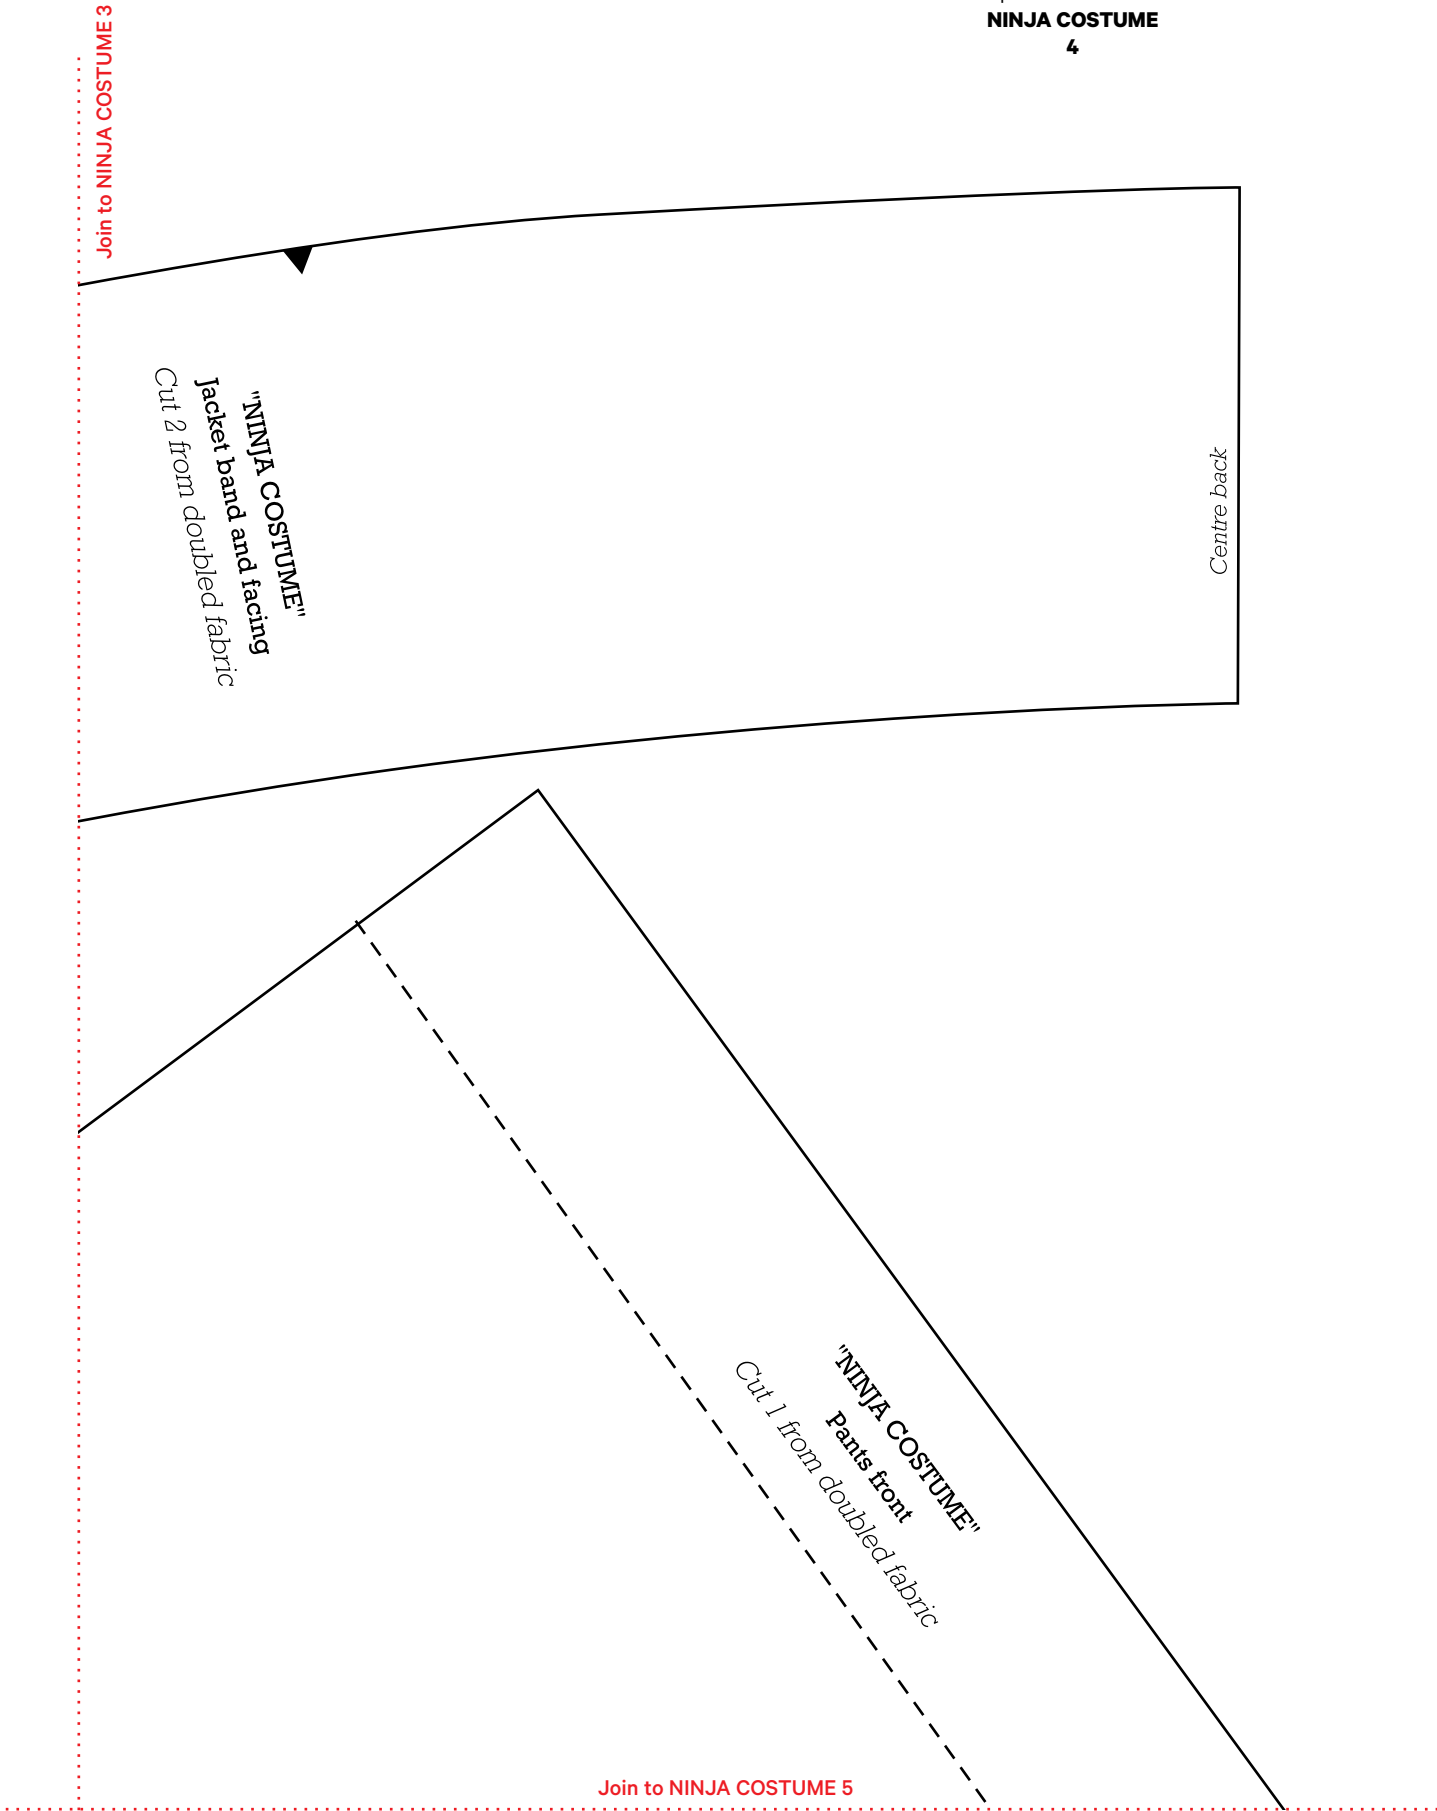 NINJA COSTUME
4
Join to NINJA COSTUME 3
"NINJA COSTUME"
Jacket band and facing
Cut 2 from doubled fabric
Centre back
"NINJA COSTUME"
Pants front
Cut 1 from doubled fabric
Join to NINJA COSTUME 5